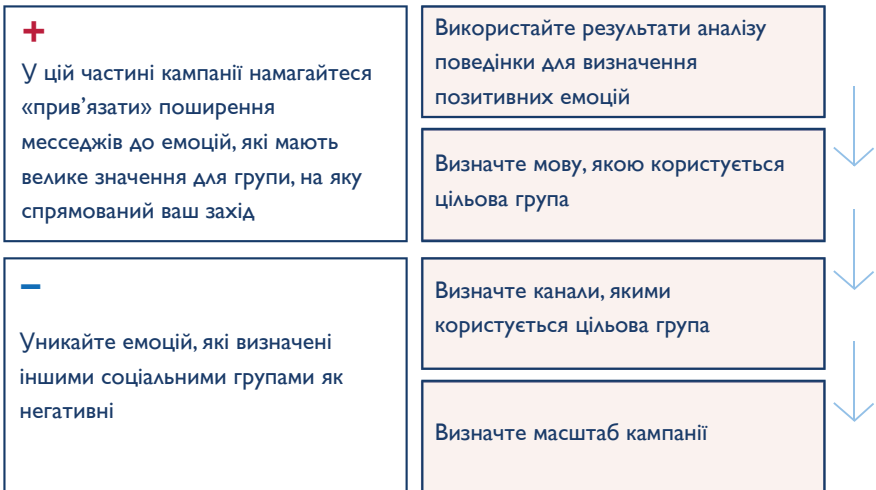 +
У цій частині кампанії намагайтеся
«прив’язати» поширення
месседжів до емоцій, які мають
велике значення для групи, на яку
спрямований ваш захід
–
Уникайте емоцій, які визначені
іншими соціальними групами як
негативні
Використайте результати аналізу
поведінки для визначення
позитивних емоцій
Визначте мову, якою користується
цільова група
Визначте канали, якими
користується цільова група
Визначте масштаб кампанії